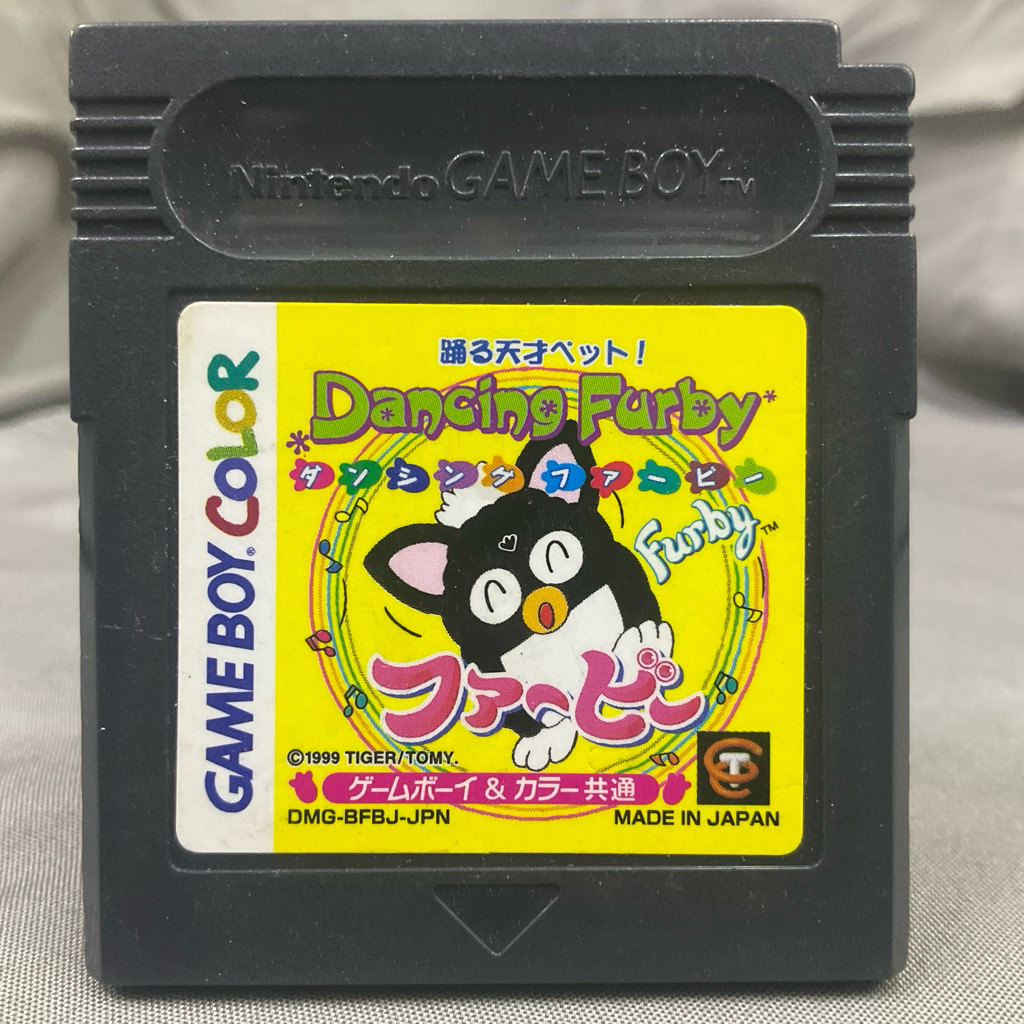 Nintendo GAME BOY TM
GAME BOY® COLOR
踊る天才ペット!
Dancing Furby
ダンシングファービー
Furby™
ファービー
©1999 TIGER/TOMY.
ゲームボーイ & カラー共通
DMG-BFBJ-JPN
MADE IN JAPAN